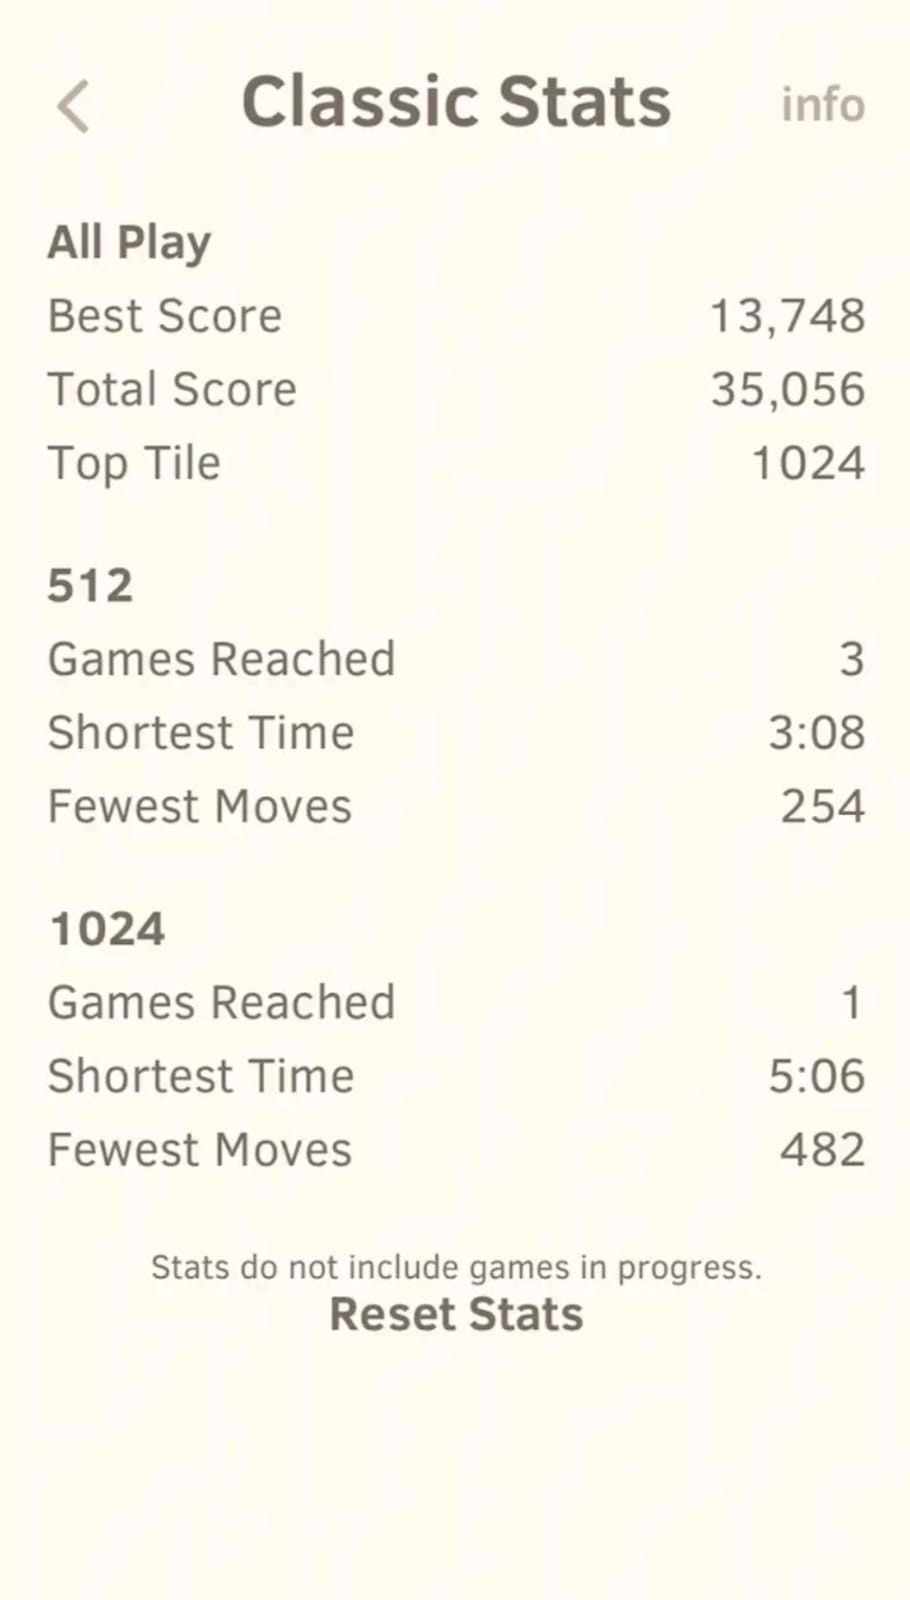 Classic Stats info
All Play
Best Score 13,748
Total Score 35,056
Top Tile 1024
512
Games Reached 3
Shortest Time 3:08
Fewest Moves 254
1024
Games Reached 1
Shortest Time 5:06
Fewest Moves 482
Stats do not include games in progress.
Reset Stats